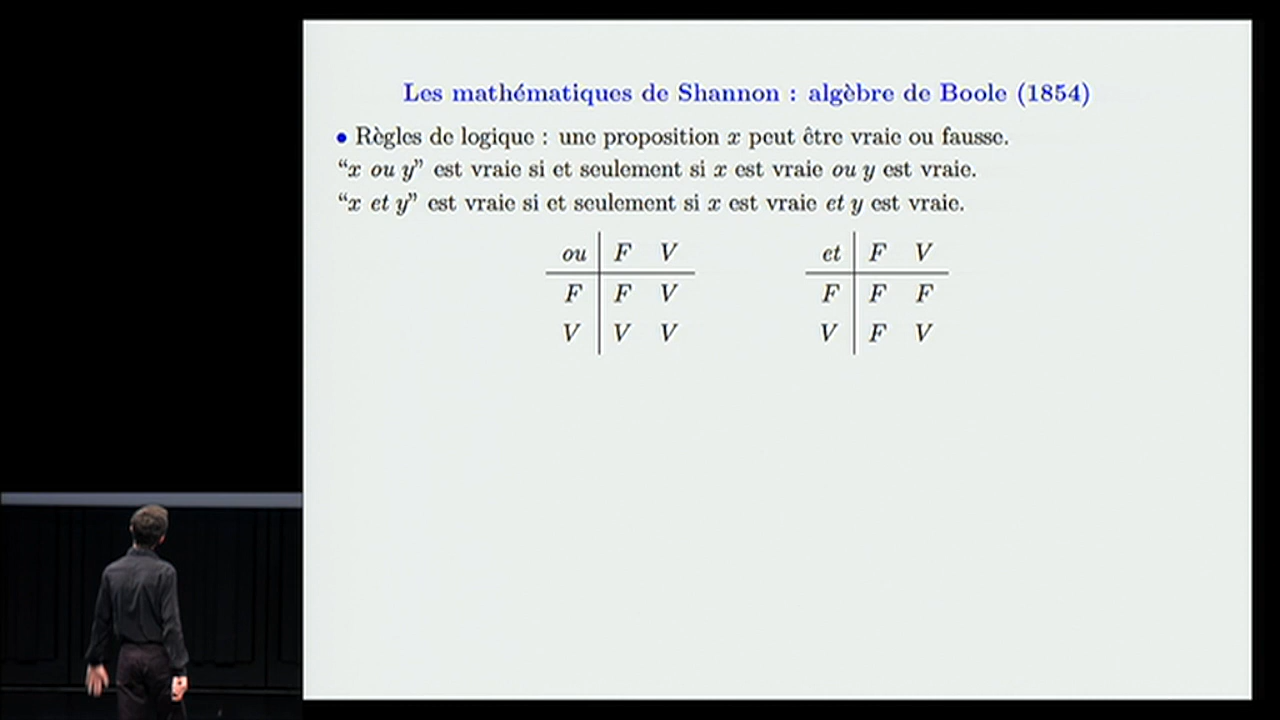 Les mathématiques de Shannon : algèbre de Boole (1854)
• Règles de logique : une proposition x peut être vraie ou fausse.
“x ou y” est vraie si et seulement si x est vraie ou y est vraie.
“x et y” est vraie si et seulement si x est vraie et y est vraie.
ou F V et F V
F F V F F F
V V V V F V